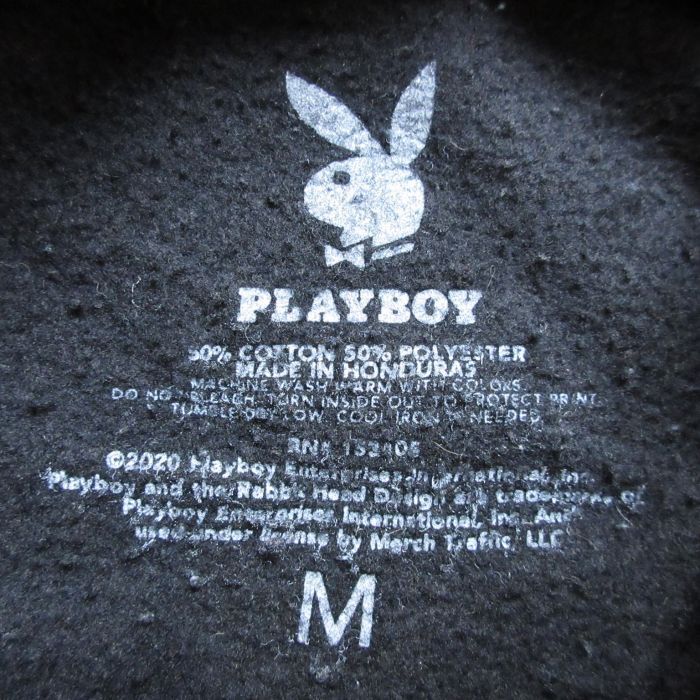 PLAYBOY
50% COTTON 50% POLYESTER
MADE IN HONDURAS
MACHINE WASH WARM WITH COLORS
DO NOT BLEACH. TURN INSIDE OUT TO PROTECT PRINT.
TUMBLE DRY LOW. COOL IRON IF NEEDED.
RN#
©2020 Playboy Enterprises International, Inc.
Playboy and the Rabbit Head Design are trademarks of
Playboy Enterprises International, Inc. And
used under license by Merch Traffic, LLC
M